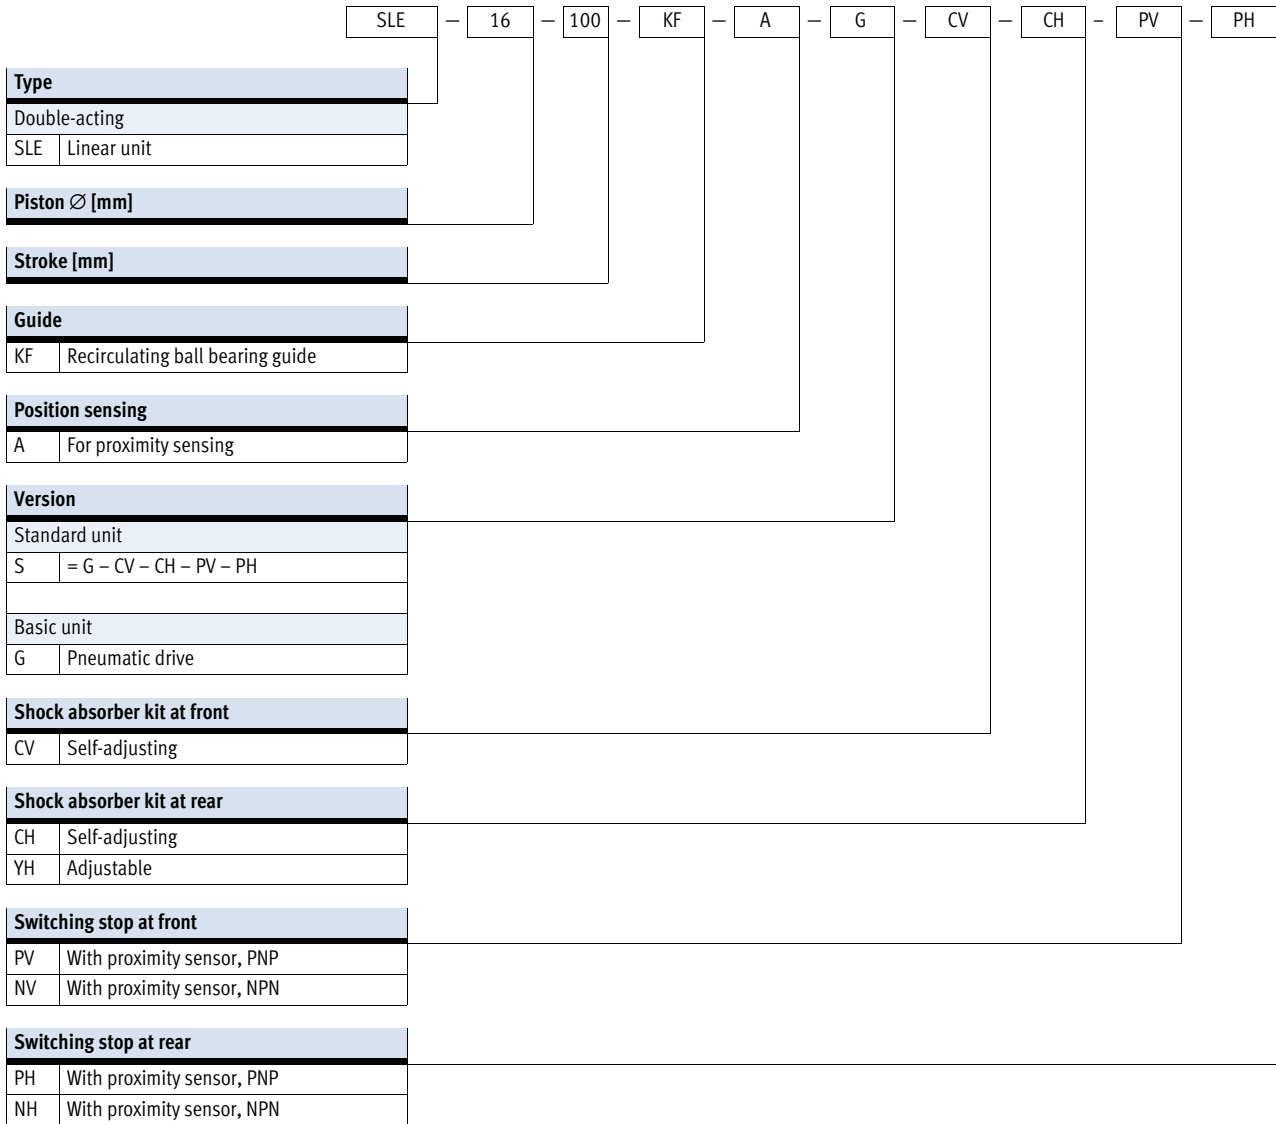 SLE — 16 — 100 — KF — A — G — CV — CH – PV — PH
Type
Double-acting
SLE Linear unit
Piston ∅ [mm]
Stroke [mm]
Guide
KF Recirculating ball bearing guide
Position sensing
A For proximity sensing
Version
Standard unit
S = G – CV – CH – PV – PH
Basic unit
G Pneumatic drive
Shock absorber kit at front
CV Self-adjusting
Shock absorber kit at rear
CH Self-adjusting
YH Adjustable
Switching stop at front
PV With proximity sensor, PNP
NV With proximity sensor, NPN
Switching stop at rear
PH With proximity sensor, PNP
NH With proximity sensor, NPN